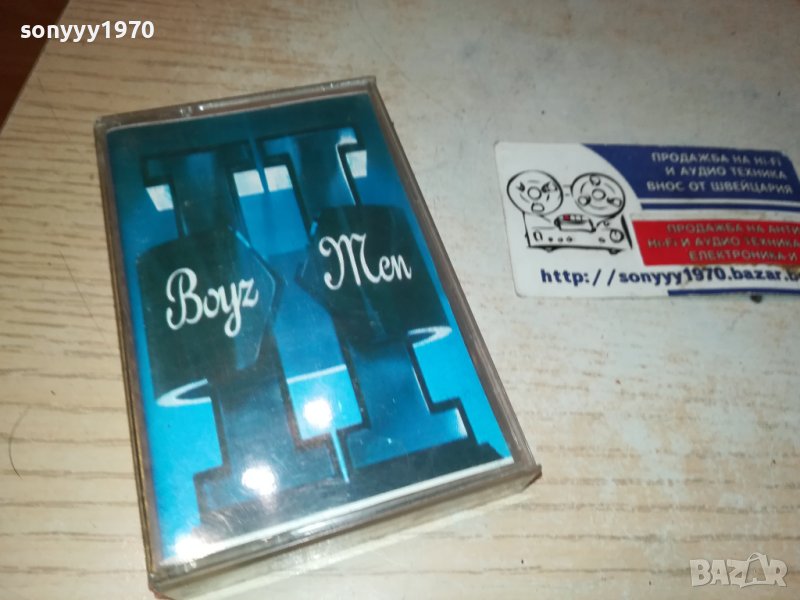 sonyyy1970
Boyz II Men
ПРОДАЖБА НА HI-FI
И АУДИО ТЕХНИКА
ВНОС ОТ ШВЕЙЦАРИЯ
ПРОДАЖБА НА АНТИ
HI-FI И АУДИО ТЕХНИКА
ЕЛЕКТРОНИКА И
http://sonyyy1970.bazar.b
BAZAR